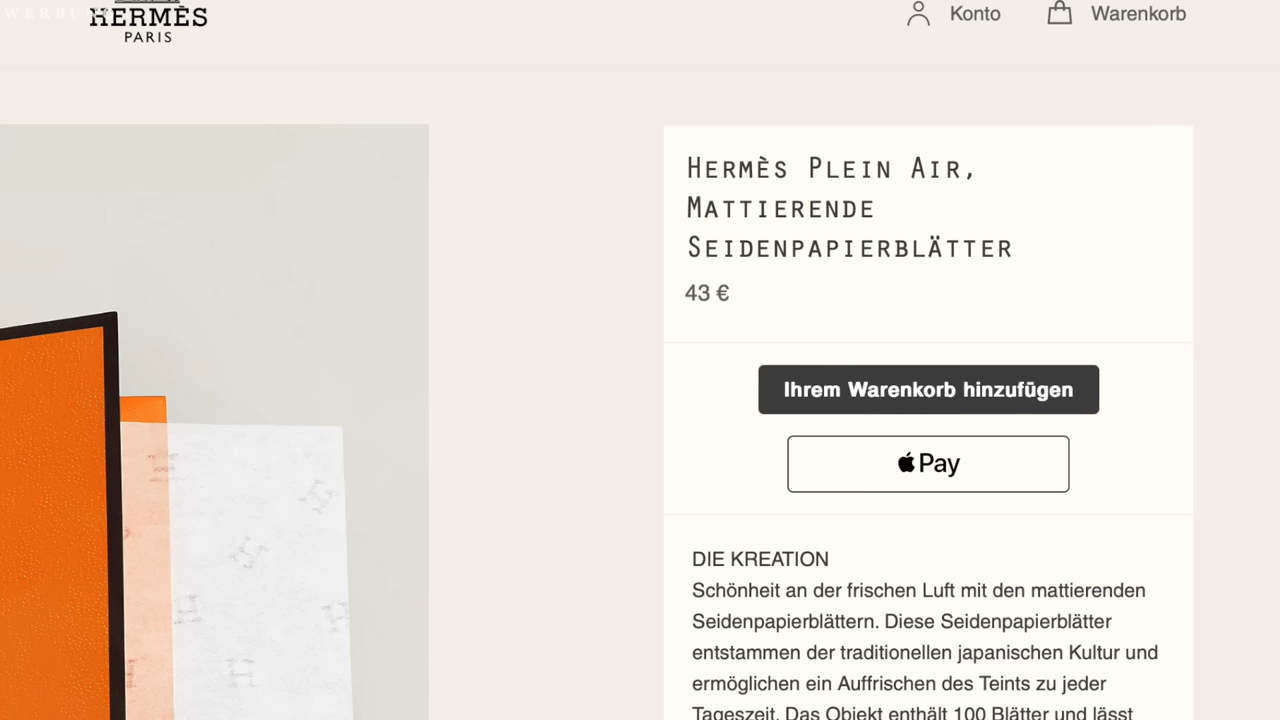 WERBUNG
HERMÈS
PARIS
Konto
Warenkorb
Hermès Plein Air,
Mattierende
Seidenpapierblätter
43 €
Ihrem Warenkorb hinzufügen
Pay
DIE KREATION
Schönheit an der frischen Luft mit den mattierenden
Seidenpapierblättern. Diese Seidenpapierblätter
entstammen der traditionellen japanischen Kultur und
ermöglichen ein Auffrischen des Teints zu jeder
Tageszeit. Das Objekt enthält 100 Blätter und lässt